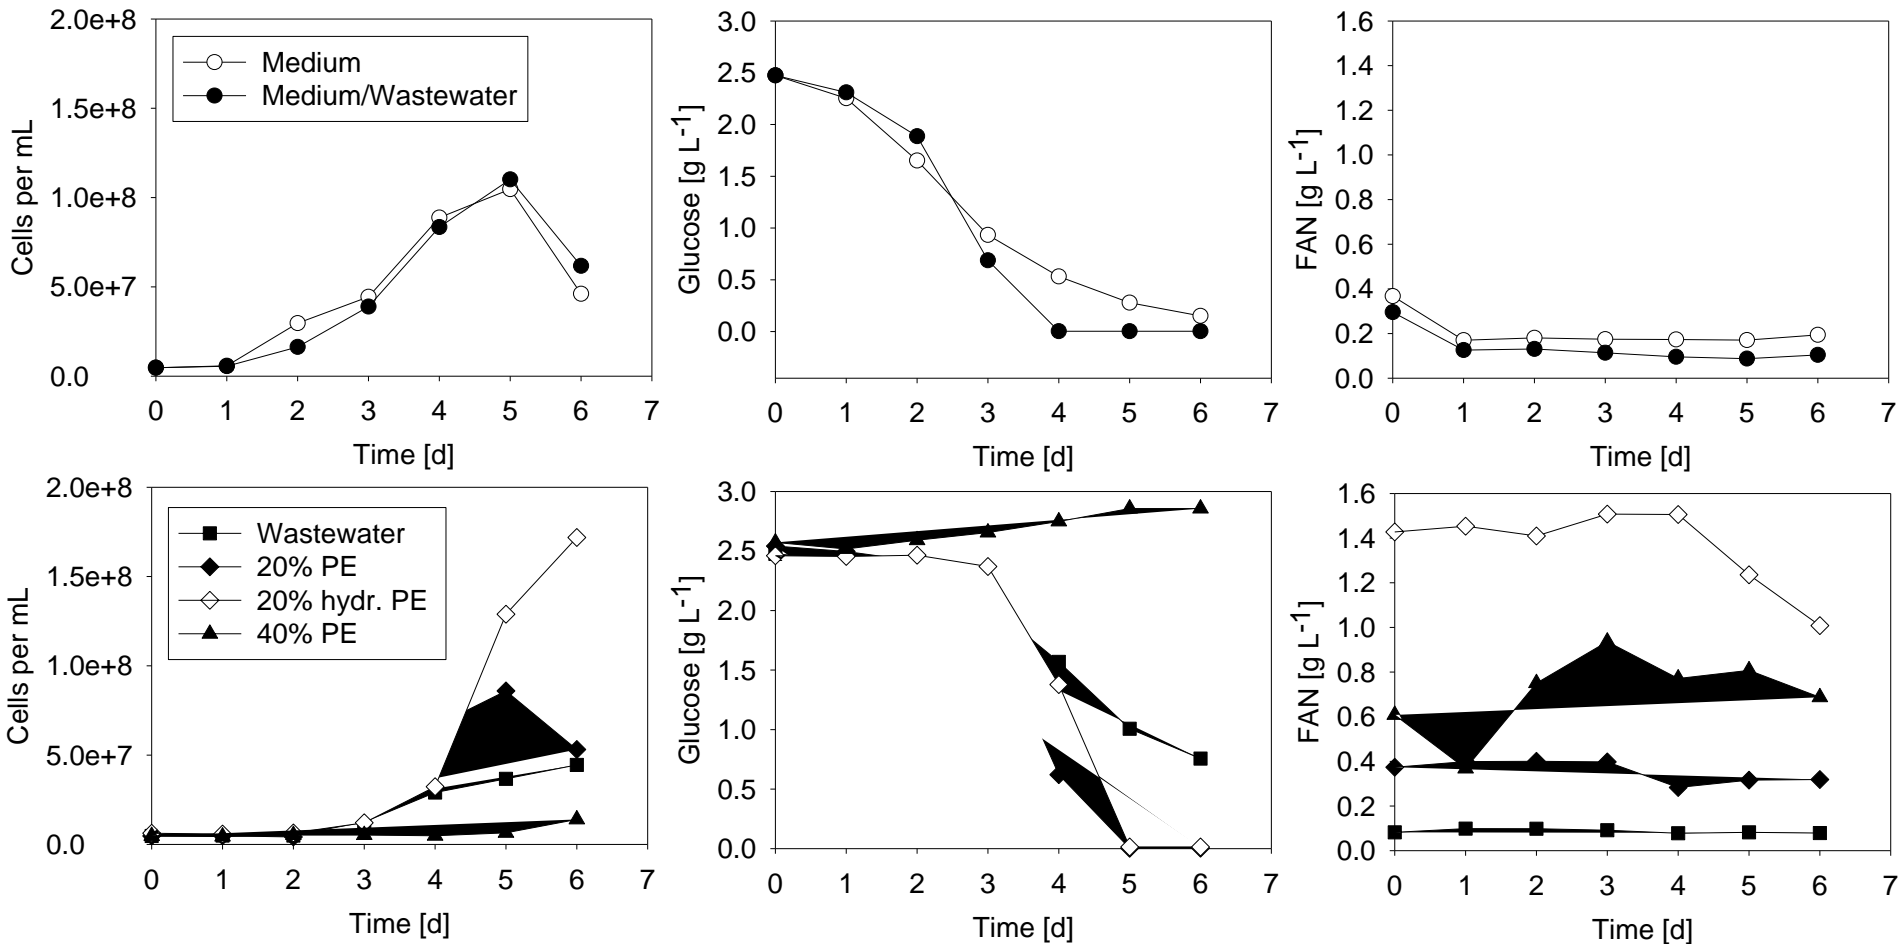 2.0e+8
1.5e+8
1.0e+8
5.0e+7
0.0
Cells per mL
Medium
Medium/Wastewater
0 1 2 3 4 5 6 7
Time [d]
3.0
2.5
2.0
1.5
1.0
0.5
0.0
Glucose [g L-1]
0 1 2 3 4 5 6 7
Time [d]
1.6
1.4
1.2
1.0
0.8
0.6
0.4
0.2
0.0
FAN [g L-1]
0 1 2 3 4 5 6 7
Time [d]
2.0e+8
1.5e+8
1.0e+8
5.0e+7
0.0
Cells per mL
Wastewater
20% PE
20% hydr. PE
40% PE
0 1 2 3 4 5 6 7
Time [d]
3.0
2.5
2.0
1.5
1.0
0.5
0.0
Glucose [g L-1]
0 1 2 3 4 5 6 7
Time [d]
1.6
1.4
1.2
1.0
0.8
0.6
0.4
0.2
0.0
FAN [g L-1]
0 1 2 3 4 5 6 7
Time [d]